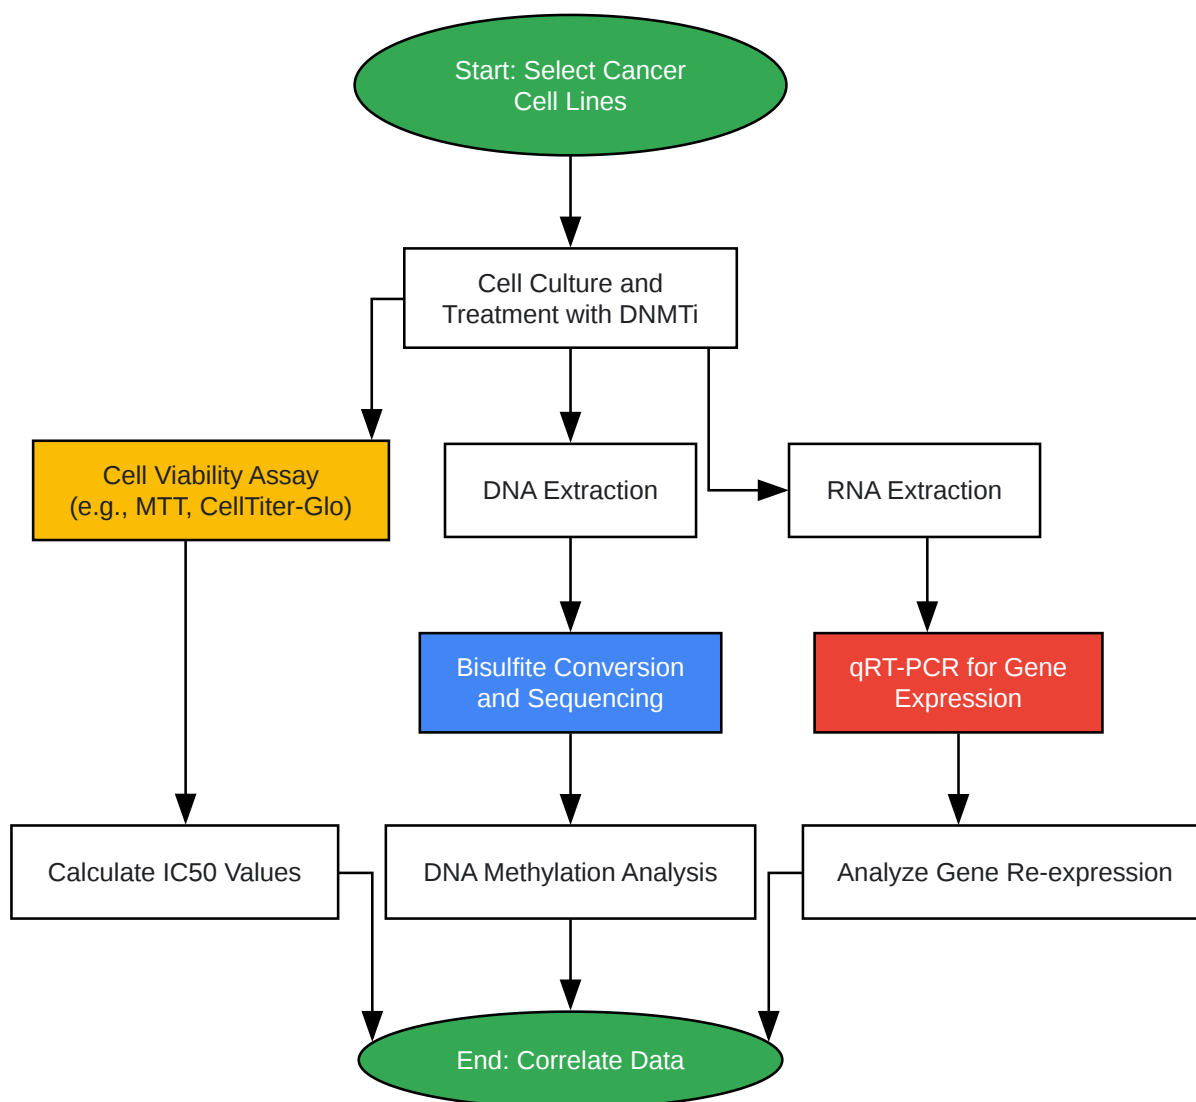 Start: Select Cancer
Cell Lines
Cell Culture and
Treatment with DNMTi
Cell Viability Assay
(e.g., MTT, CellTiter-Glo)
DNA Extraction
RNA Extraction
Bisulfite Conversion
and Sequencing
qRT-PCR for Gene
Expression
Calculate IC50 Values
DNA Methylation Analysis
Analyze Gene Re-expression
End: Correlate Data